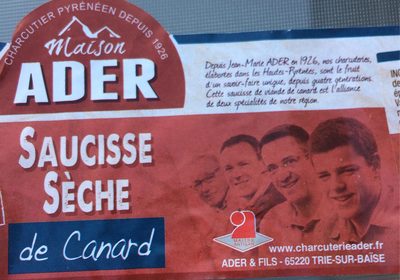 CHARCUTIER PYRÉNÉEN DEPUIS 1926
Maison
ADER
Depuis Jean-Marie ADER en 1926, nos charcuteries,
élaborées dans les Hautes-Pyrénées, sont le fruit
d'un savoir-faire unique, depuis quatre générations.
Cette saucisse de viande de canard est l'alliance
de deux spécialités de notre région.
SAUCISSE
SÈCHE
de Canard
www.charcuterieader.fr
ADER & FILS - 65220 TRIE-SUR-BAÏSE